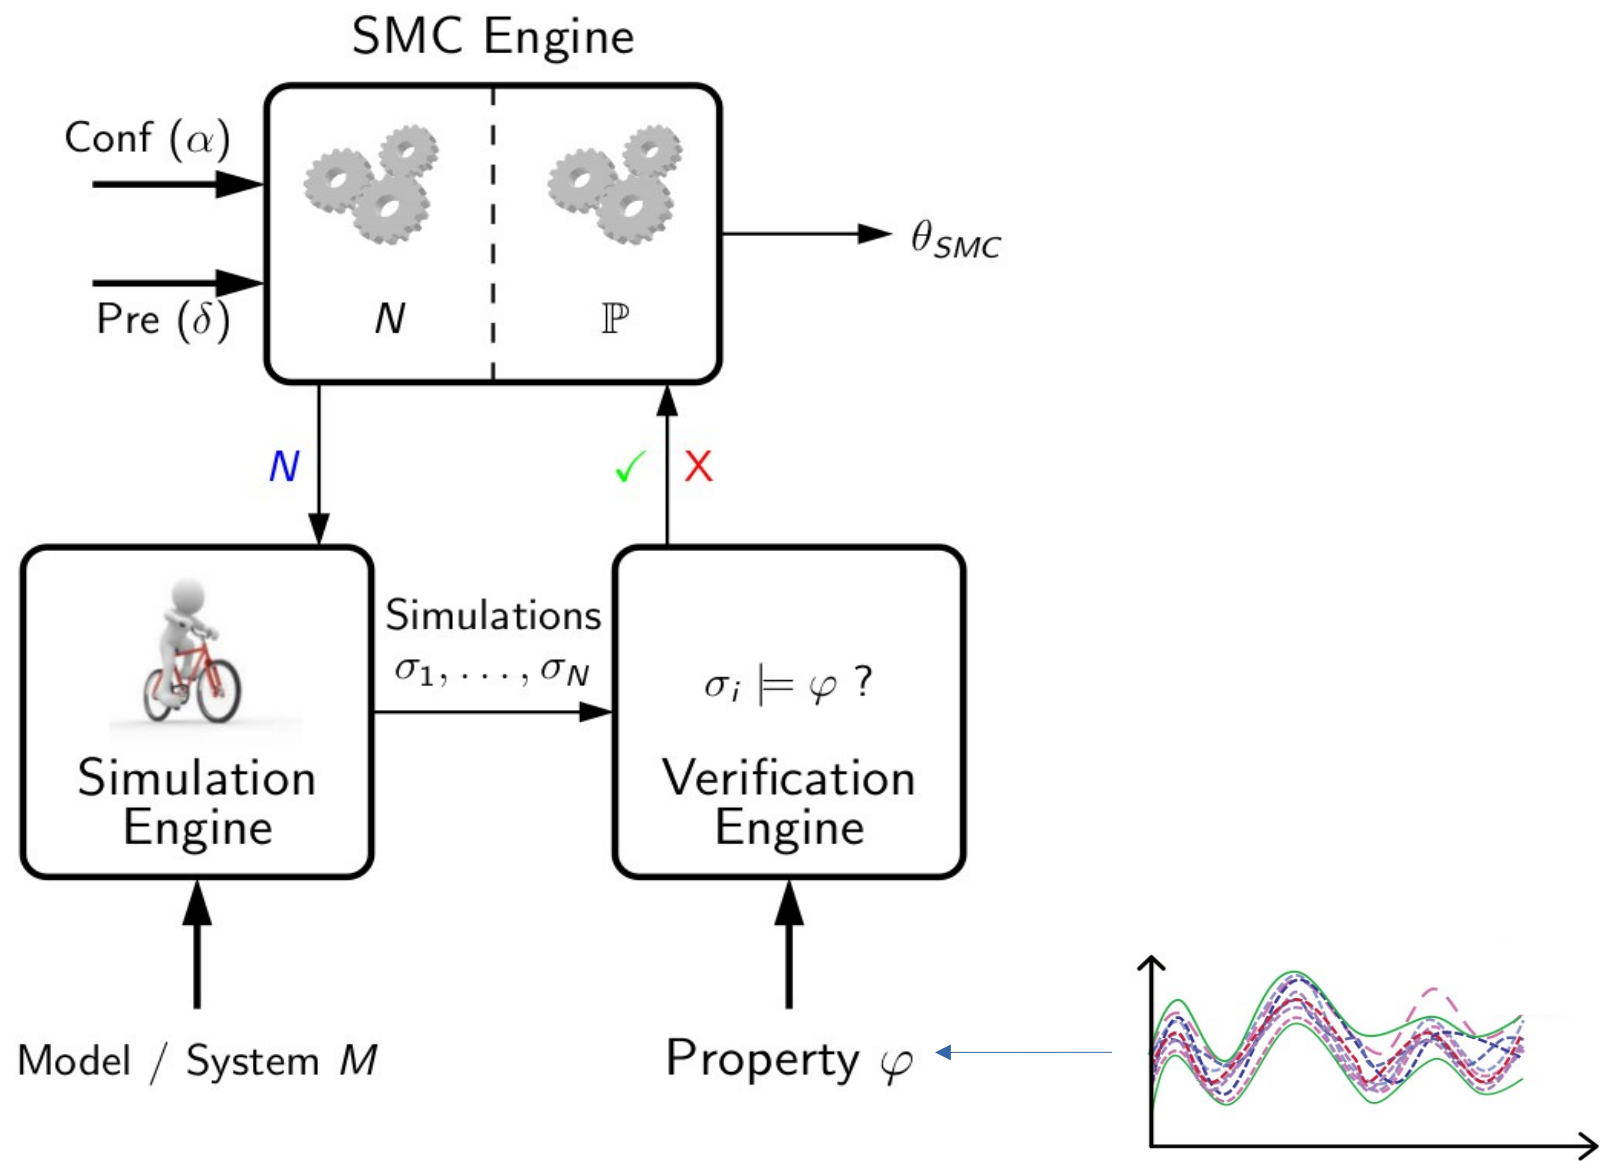 SMC Engine
Conf (α)
Pre (δ)
N
ℙ
θ_SMC
N
✓ X
Simulations
σ₁, . . . , σ_N
σᵢ ⊨ φ ?
Simulation
Engine
Verification
Engine
Model / System M
Property φ